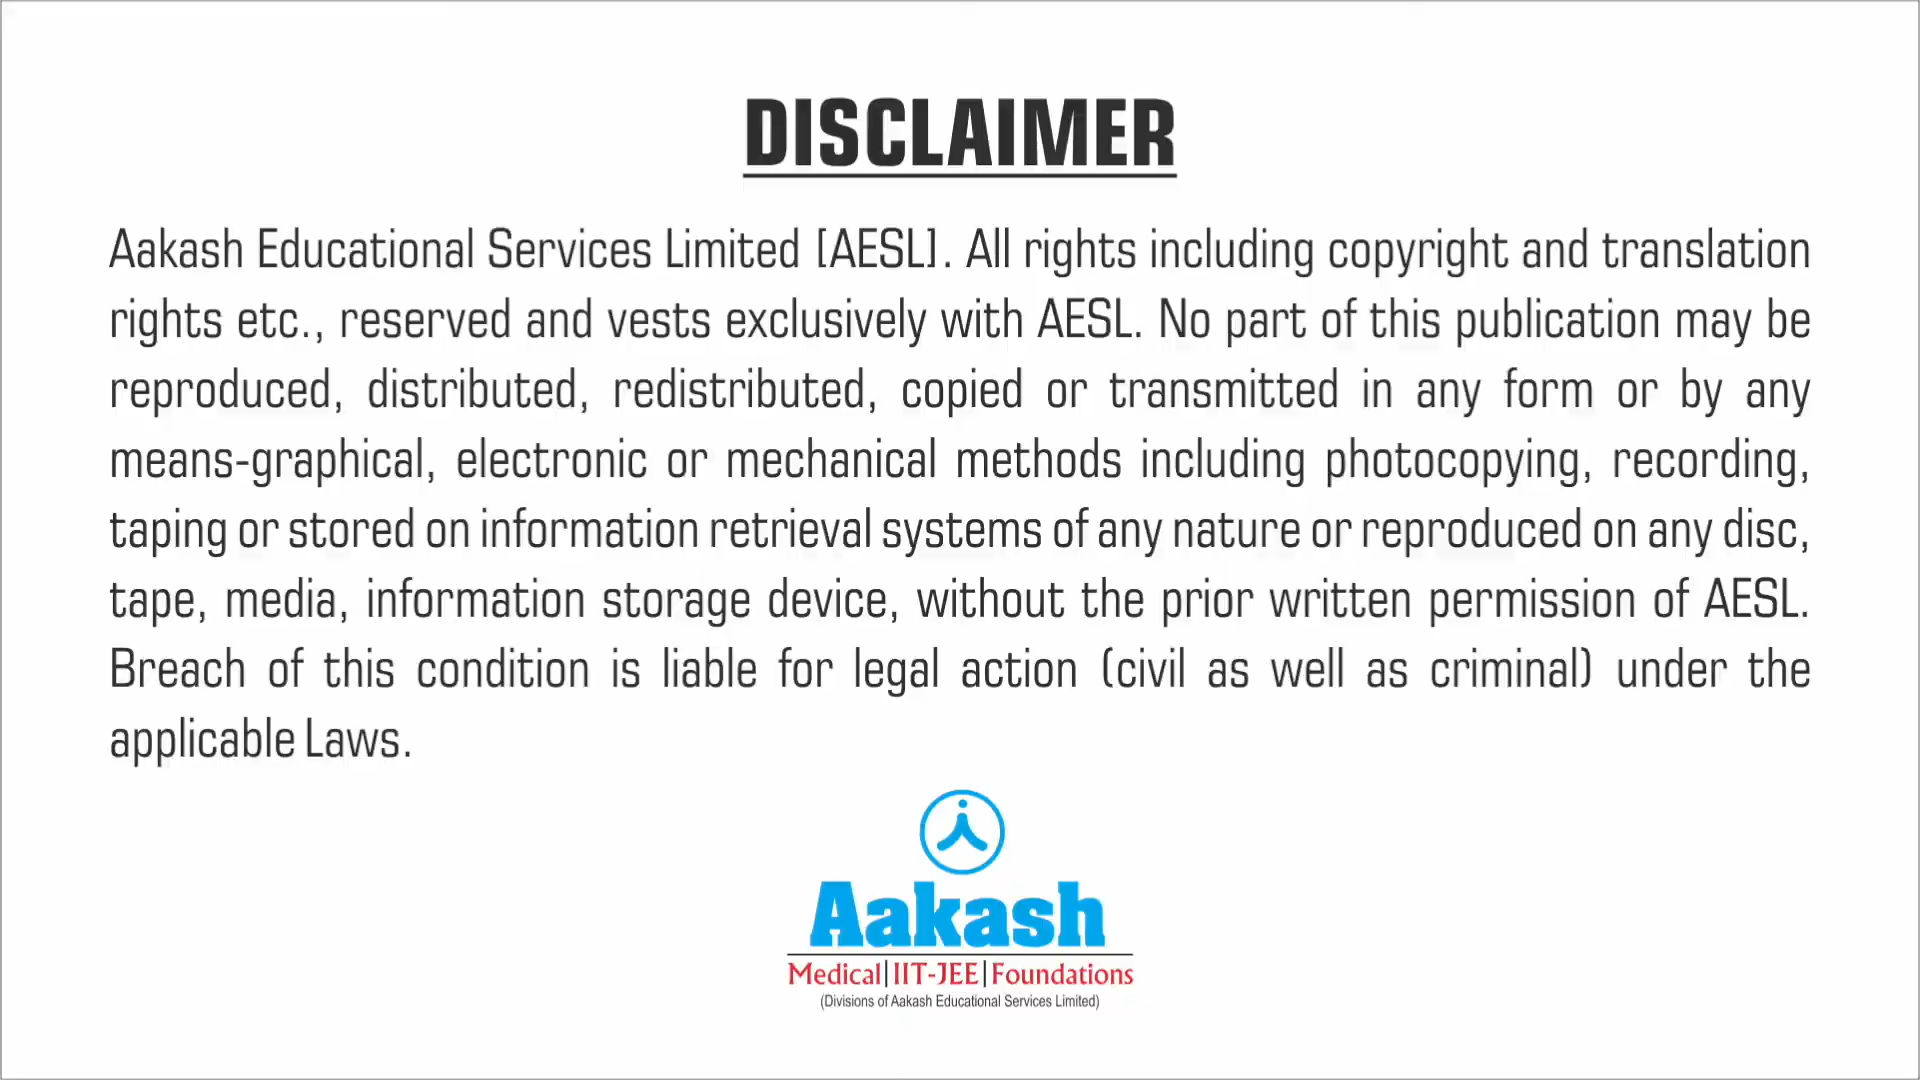 DISCLAIMER
Aakash Educational Services Limited [AESL]. All rights including copyright and translation
rights etc., reserved and vests exclusively with AESL. No part of this publication may be
reproduced, distributed, redistributed, copied or transmitted in any form or by any
means-graphical, electronic or mechanical methods including photocopying, recording,
taping or stored on information retrieval systems of any nature or reproduced on any disc,
tape, media, information storage device, without the prior written permission of AESL.
Breach of this condition is liable for legal action (civil as well as criminal) under the
applicable Laws.
Aakash
Medical|IIT-JEE|Foundations
(Divisions of Aakash Educational Services Limited)